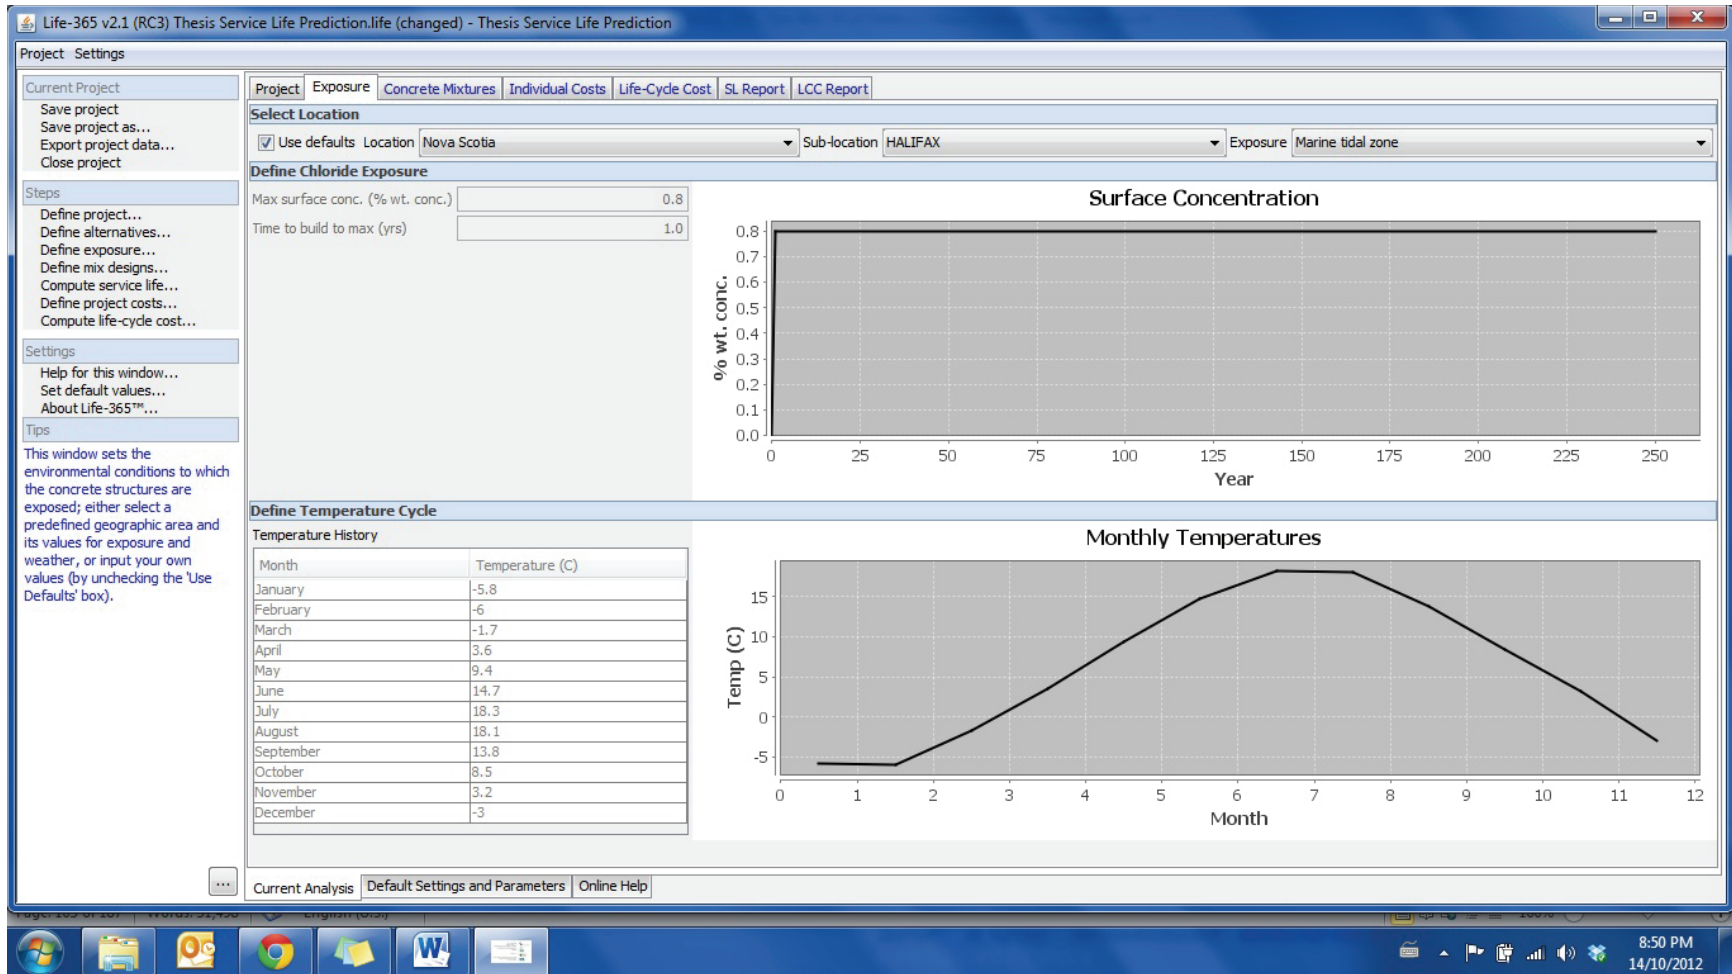 Life-365 v2.1 (RC3) Thesis Service Life Prediction.life (changed) - Thesis Service Life Prediction
Project Settings
Current Project
Save project
Save project as...
Export project data...
Close project
Steps
Define project...
Define alternatives...
Define exposure...
Define mix designs...
Compute service life...
Define project costs...
Compute life-cycle cost...
Settings
Help for this window...
Set default values...
About Life-365™...
Tips
This window sets the
environmental conditions to which
the concrete structures are
exposed; either select a
predefined geographic area and
its values for exposure and
weather, or input your own
values (by unchecking the 'Use
Defaults' box).
...
Project Exposure Concrete Mixtures Individual Costs Life-Cycle Cost SL Report LCC Report
Select Location
Use defaults Location Nova Scotia Sub-location HALIFAX Exposure Marine tidal zone
Define Chloride Exposure
Max surface conc. (% wt. conc.) 0.8
Time to build to max (yrs) 1.0
Surface Concentration
% wt. conc.
0.8
0.7
0.6
0.5
0.4
0.3
0.2
0.1
0.0
0 25 50 75 100 125 150 175 200 225 250
Year
Define Temperature Cycle
Temperature History
Month Temperature (C)
January -5.8
February -6
March -1.7
April 3.6
May 9.4
June 14.7
July 18.3
August 18.1
September 13.8
October 8.5
November 3.2
December -3
Monthly Temperatures
Temp (C)
15
10
5
0
-5
0 1 2 3 4 5 6 7 8 9 10 11 12
Month
Current Analysis Default Settings and Parameters Online Help
8:50 PM
14/10/2012